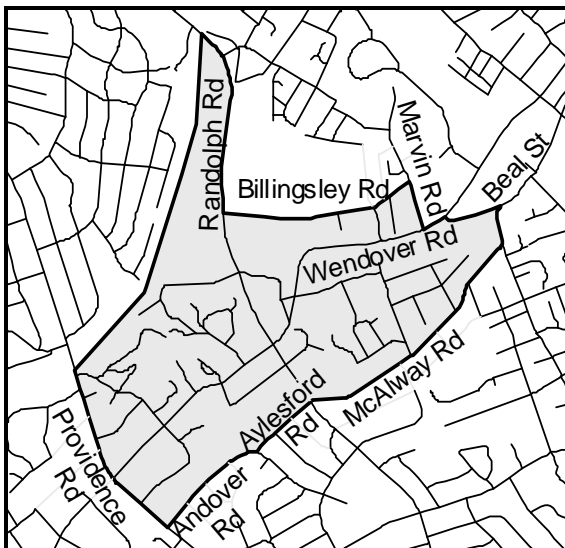 Randolph Rd
Billingsley Rd
Marvin Rd
Beal St
Wendover Rd
McAlway Rd
Aylesford
Rd
Andover
Rd
Providence
Rd